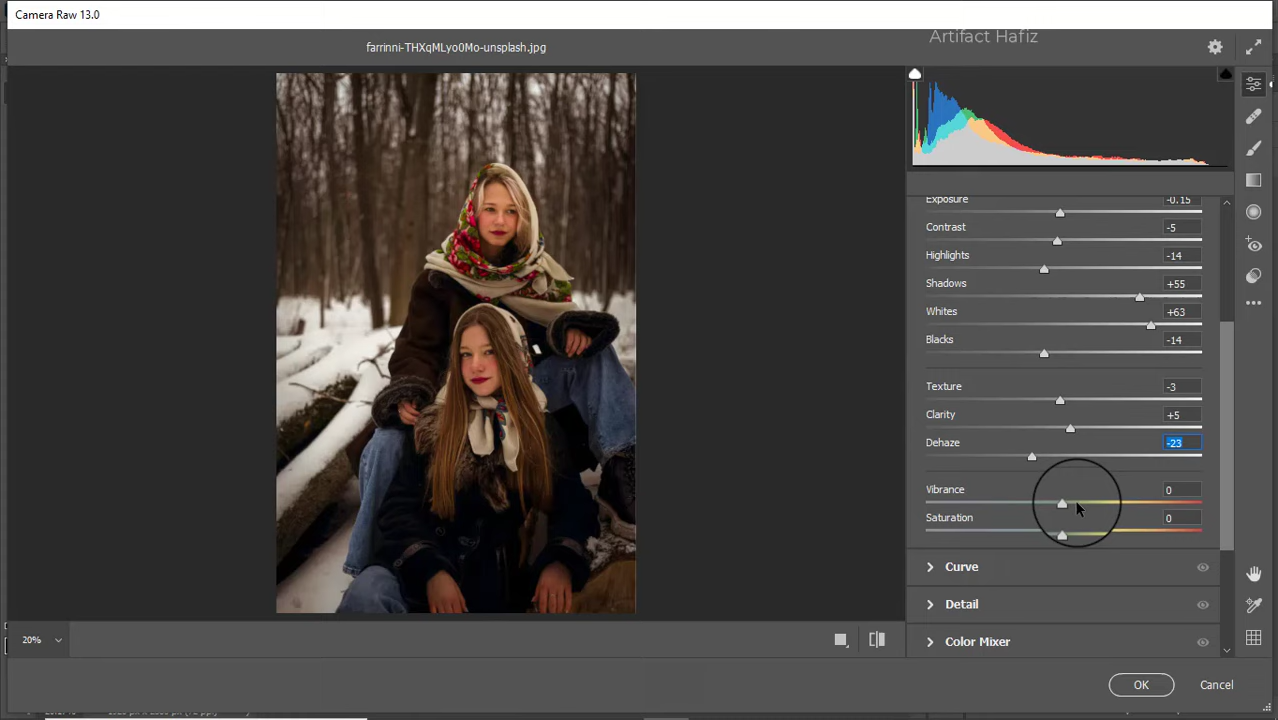 Camera Raw 13.0
Artifact Hafiz
farrinni-THXqMLyo0Mo-unsplash.jpg
Exposure -0.15
Contrast -5
Highlights -14
Shadows +55
Whites +63
Blacks -14
Texture -3
Clarity +5
Dehaze -23
Vibrance 0
Saturation 0
Curve
Detail
Color Mixer
20%
OK Cancel